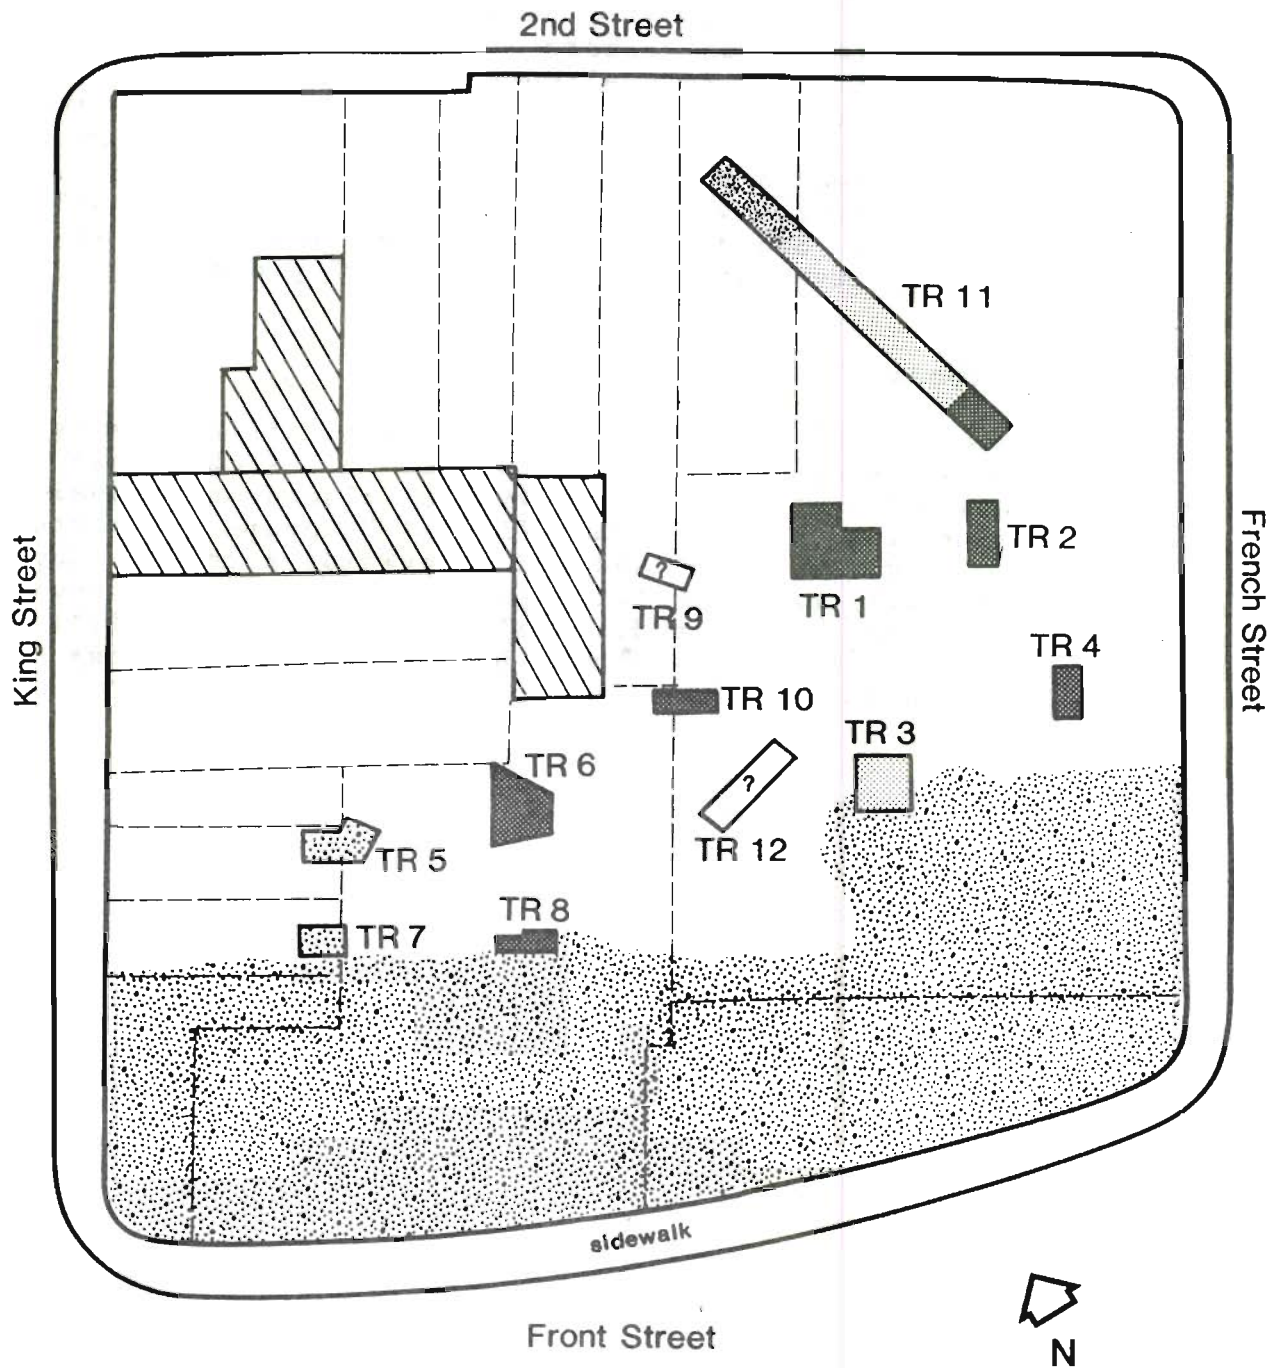 2nd Street
TR 11
King Street
French Street
TR 2
?
TR 1
TR 9
TR 4
TR 10
TR 3
TR 6
?
TR 12
TR 5
TR 8
TR 7
sidewalk
Front Street
N